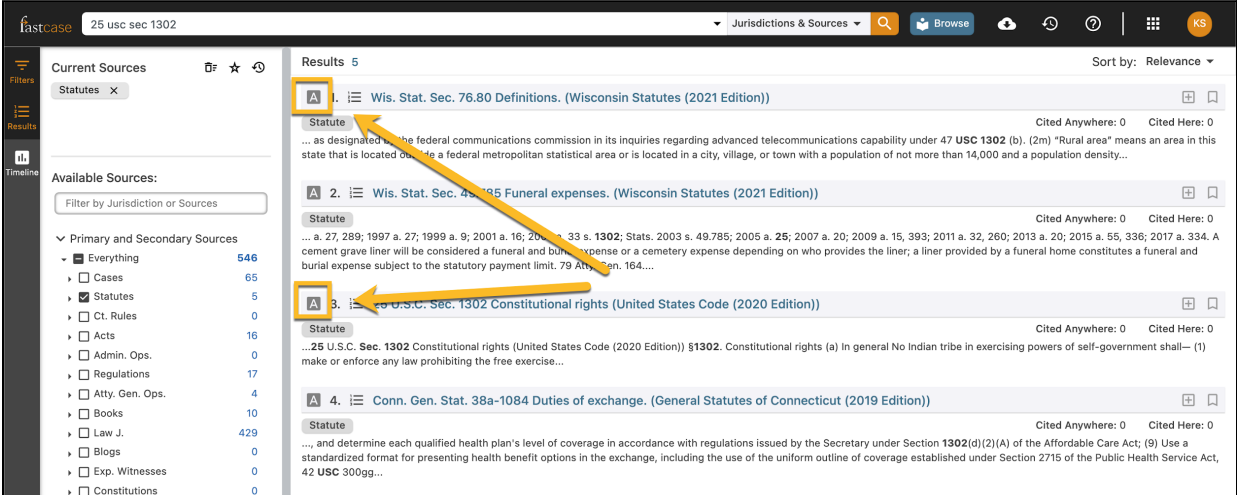 fastcase
25 usc sec 1302
Jurisdictions & Sources
Browse
KS
Filters
Results
Timeline
Current Sources
Statutes X
Available Sources:
Filter by Jurisdiction or Sources
Primary and Secondary Sources
Everything 546
Cases 65
Statutes 5
Ct. Rules 0
Acts 16
Admin. Ops. 0
Regulations 17
Atty. Gen. Ops. 4
Books 10
Law J. 429
Blogs 0
Exp. Witnesses 0
Constitutions 0
Results 5
Sort by: Relevance
A 1. Wis. Stat. Sec. 76.80 Definitions. (Wisconsin Statutes (2021 Edition))
Statute
Cited Anywhere: 0 Cited Here: 0
... as designated by the federal communications commission in its inquiries regarding advanced telecommunications capability under 47 USC 1302 (b). (2m) “Rural area” means an area in this
state that is located outside a federal metropolitan statistical area or is located in a city, village, or town with a population of not more than 14,000 and a population density...
A 2. Wis. Stat. Sec. 49.785 Funeral expenses. (Wisconsin Statutes (2021 Edition))
Statute
Cited Anywhere: 0 Cited Here: 0
... a. 27, 289; 1997 a. 27; 1999 a. 9; 2001 a. 16; a. 33 s. 1302; Stats. 2003 s. 49.785; 2005 a. 25; 2007 a. 20; 2009 a. 15, 393; 2011 a. 32, 260; 2013 a. 20; 2015 a. 55, 336; 2017 a. 334. A
cement grave liner will be considered a funeral and burial expense or a cemetery expense depending on who provides the liner; a liner provided by a funeral home constitutes a funeral and
burial expense subject to the statutory payment limit. 79 Atty. Gen. 164....
A 3. 25 U.S.C. Sec. 1302 Constitutional rights (United States Code (2020 Edition))
Statute
Cited Anywhere: 0 Cited Here: 0
...25 U.S.C. Sec. 1302 Constitutional rights (United States Code (2020 Edition)) §1302. Constitutional rights (a) In general No Indian tribe in exercising powers of self-government shall— (1)
make or enforce any law prohibiting the free exercise...
A 4. Conn. Gen. Stat. 38a-1084 Duties of exchange. (General Statutes of Connecticut (2019 Edition))
Statute
Cited Anywhere: 0 Cited Here: 0
..., and determine each qualified health plan's level of coverage in accordance with regulations issued by the Secretary under Section 1302(d)(2)(A) of the Affordable Care Act; (9) Use a
standardized format for presenting health benefit options in the exchange, including the use of the uniform outline of coverage established under Section 2715 of the Public Health Service Act,
42 USC 300gg...